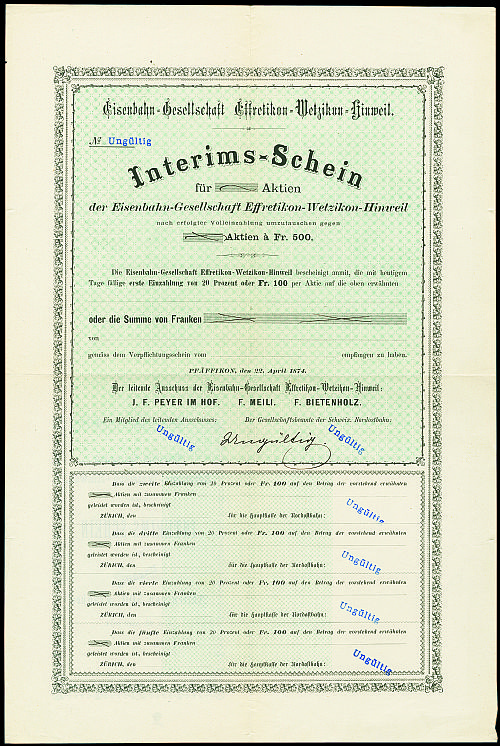 Eisenbahn-Gesellschaft Effretikon-Wetzikon-Hinweil.
No. Ungültig
Interims-Schein
für Aktien
der Eisenbahn-Gesellschaft Effretikon-Wetzikon-Hinweil
nach erfolgter Volleinzahlung umzutauschen gegen
Aktien à Fr. 500.
Die Eisenbahn-Gesellschaft Effretikon-Wetzikon-Hinweil bescheinigt anmit, die mit heutigem
Tage fällige erste Einzahlung von 20 Prozent oder Fr. 100 per Aktie auf die oben erwähnten
oder die Summe von Franken
von
gemäss dem Verpflichtungsschein vom empfangen zu haben.
PFÄFFIKON, den 22. April 1874.
Der leitende Ausschuss der Eisenbahn-Gesellschaft Effretikon-Wetzikon-Hinweil:
J. F. PEYER IM HOF. F. MEILI. F. BIETENHOLZ.
Ein Mitglied des leitenden Ausschusses: Der Gesellschaftsbeamte der Schweiz. Nordostbahn:
Ungültig Ungültig Ungültig
Dass die zweite Einzahlung von 20 Prozent oder Fr. 100 auf den Betrag der vorstehend erwähnten
Aktien mit zusammen Franken
geleistet worden ist, bescheinigt
ZÜRICH, den für die Hauptkasse der Nordostbahn:
Ungültig
Dass die dritte Einzahlung von 20 Prozent oder Fr. 100 auf den Betrag der vorstehend erwähnten
Aktien mit zusammen Franken
geleistet worden ist, bescheinigt
ZÜRICH, den für die Hauptkasse der Nordostbahn:
Ungültig
Dass die vierte Einzahlung von 20 Prozent oder Fr. 100 auf den Betrag der vorstehend erwähnten
Aktien mit zusammen Franken
geleistet worden ist, bescheinigt
ZÜRICH, den für die Hauptkasse der Nordostbahn:
Ungültig
Dass die fünfte Einzahlung von 20 Prozent oder Fr. 100 auf den Betrag der vorstehend erwähnten
Aktien mit zusammen Franken
geleistet worden ist, bescheinigt
ZÜRICH, den für die Hauptkasse der Nordostbahn:
Ungültig